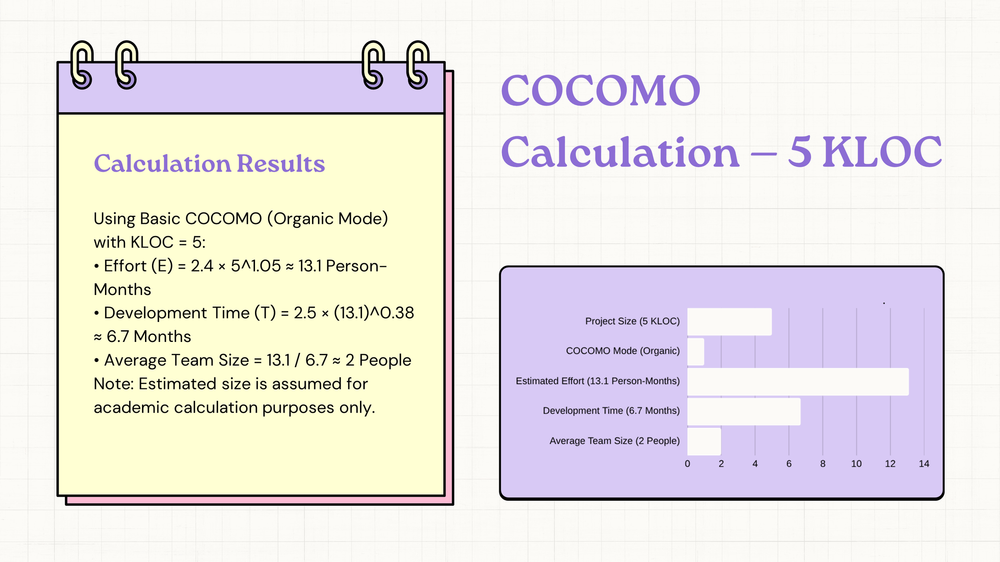 COCOMO
Calculation – 5 KLOC
Calculation Results
Using Basic COCOMO (Organic Mode)
with KLOC = 5:
• Effort (E) = 2.4 × 5^1.05 ≈ 13.1 Person-
Months
• Development Time (T) = 2.5 × (13.1)^0.38
≈ 6.7 Months
• Average Team Size = 13.1 / 6.7 ≈ 2 People
Note: Estimated size is assumed for
academic calculation purposes only.
.
Project Size (5 KLOC)
COCOMO Mode (Organic)
Estimated Effort (13.1 Person-Months)
Development Time (6.7 Months)
Average Team Size (2 People)
0 2 4 6 8 10 12 14